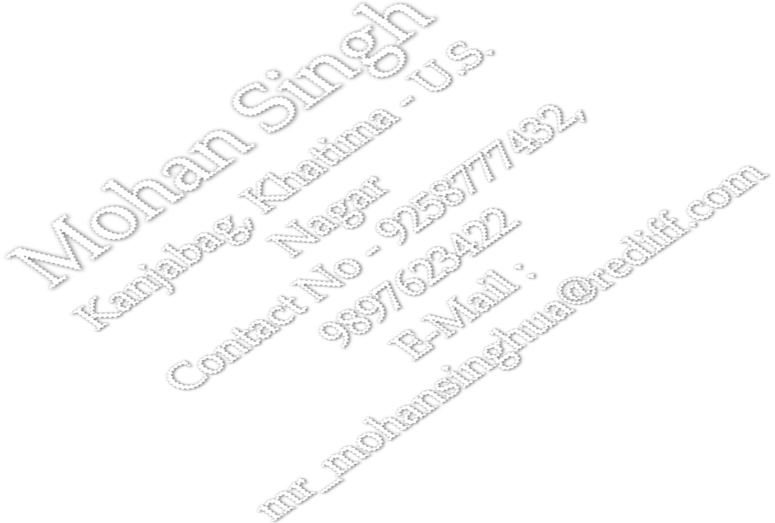 Mohan Singh
Kanjabag, Khatima - U.S.
Nagar
Contact No - 9258777432,
9897623422
E-Mail :
mr_mohansinghua@rediff.com